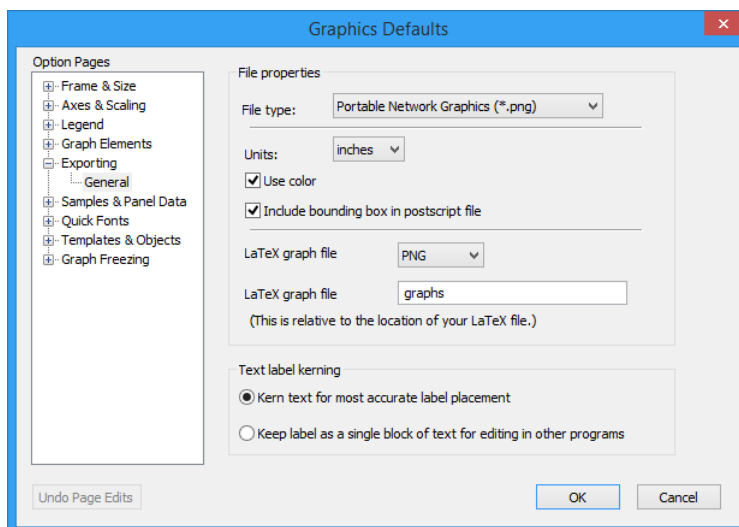 Graphics Defaults
Option Pages
Frame & Size
Axes & Scaling
Legend
Graph Elements
Exporting
General
Samples & Panel Data
Quick Fonts
Templates & Objects
Graph Freezing
File properties
File type: Portable Network Graphics (*.png)
Units: inches
Use color
Include bounding box in postscript file
LaTeX graph file PNG
LaTeX graph file graphs
(This is relative to the location of your LaTeX file.)
Text label kerning
Kern text for most accurate label placement
Keep label as a single block of text for editing in other programs
Undo Page Edits OK Cancel